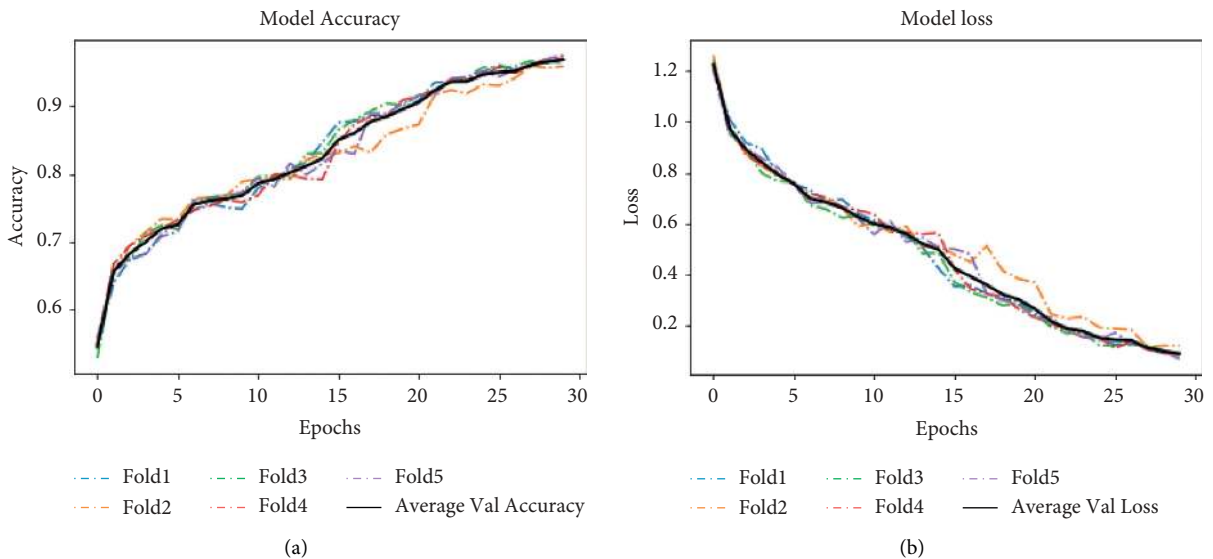 Model Accuracy
0.9
0.8
0.7
0.6
Accuracy
0 5 10 15 20 25 30
Epochs
Fold1 Fold3 Fold5
Fold2 Fold4 Average Val Accuracy
(a)
Model loss
1.2
1.0
0.8
0.6
0.4
0.2
Loss
0 5 10 15 20 25 30
Epochs
Fold1 Fold3 Fold5
Fold2 Fold4 Average Val Loss
(b)